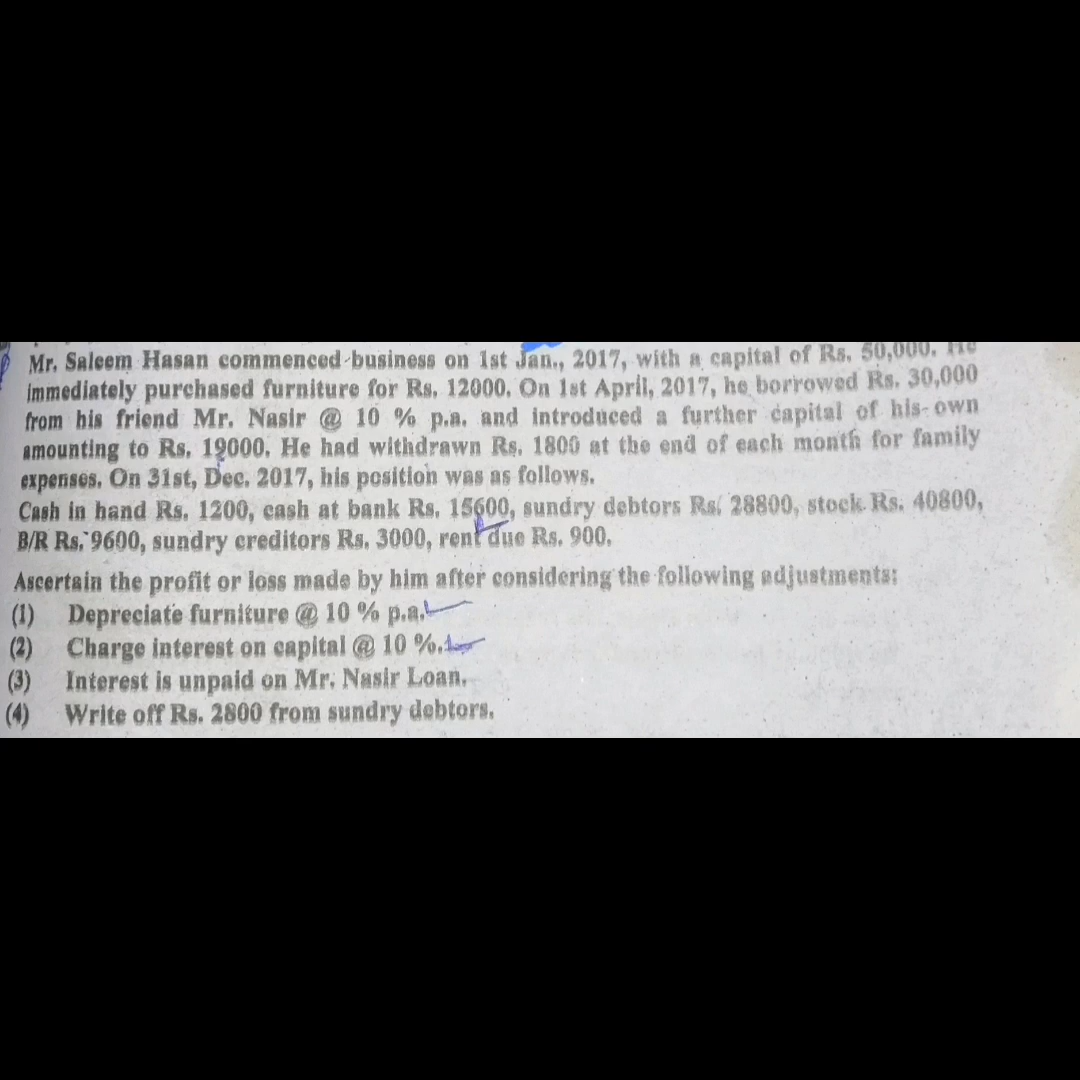 Mr. Saleem Hasan commenced business on 1st Jan., 2017, with a capital of Rs. 50,000. He
immediately purchased furniture for Rs. 12000. On 1st April, 2017, he borrowed Rs. 30,000
from his friend Mr. Nasir @ 10 % p.a. and introduced a further capital of his own
amounting to Rs. 19000. He had withdrawn Rs. 1800 at the end of each month for family
expenses. On 31st, Dec. 2017, his position was as follows.
Cash in hand Rs. 1200, cash at bank Rs. 15600, sundry debtors Rs. 28800, stock Rs. 40800,
B/R Rs. 9600, sundry creditors Rs. 3000, rent due Rs. 900.
Ascertain the profit or loss made by him after considering the following adjustments:
(1) Depreciate furniture @ 10 % p.a.
(2) Charge interest on capital @ 10 %.
(3) Interest is unpaid on Mr. Nasir Loan.
(4) Write off Rs. 2800 from sundry debtors.